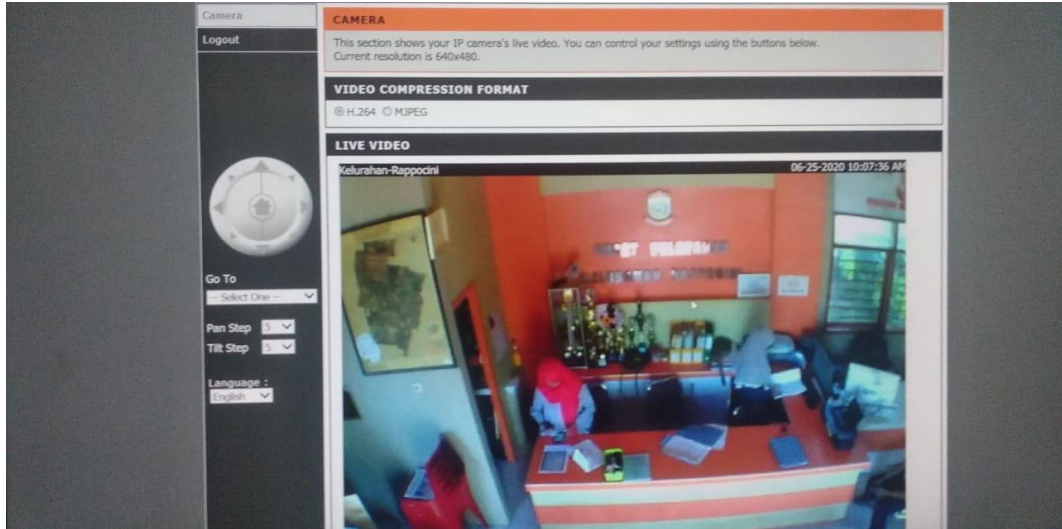 Camera
Logout
Go To
-- Select One --
Pan Step 5
Tilt Step 5
Language :
English
CAMERA
This section shows your IP camera's live video. You can control your settings using the buttons below.
Current resolution is 640x480.
VIDEO COMPRESSION FORMAT
H.264 MJPEG
LIVE VIDEO
Kelurahan-Rappocini 06-25-2020 10:07:36 AM